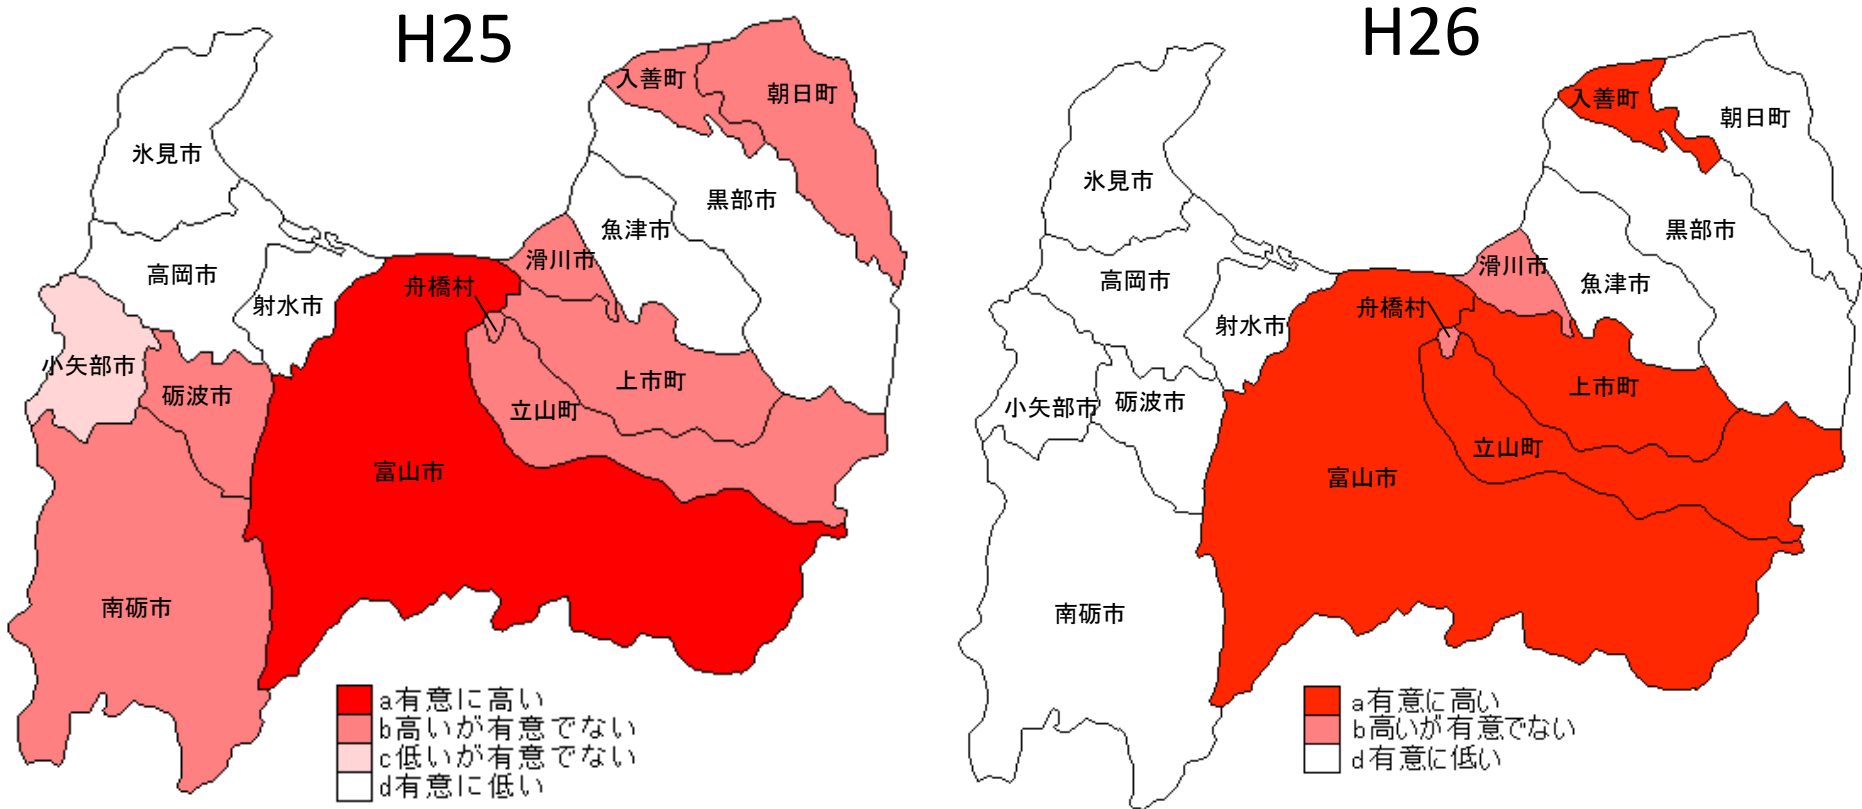 H25
入善町
朝日町
氷見市
黒部市
魚津市
滑川市
高岡市
舟橋村
射水市
小矢部市
砺波市
上市町
立山町
富山市
南砺市
a有意に高い
b高いが有意でない
c低いが有意でない
d有意に低い
H26
入善町
朝日町
氷見市
黒部市
滑川市
魚津市
高岡市
舟橋村
射水市
小矢部市
砺波市
上市町
立山町
富山市
南砺市
a有意に高い
b高いが有意でない
d有意に低い